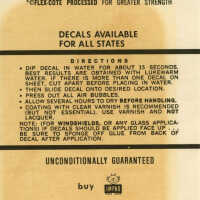 *©FLEX-COTE PROCESSED FOR GREATER STRENGTH
DECALS AVAILABLE
FOR ALL STATES
DIRECTIONS
• DIP DECAL IN WATER FOR ABOUT 15 SECONDS.
BEST RESULTS ARE OBTAINED WITH LUKEWARM
WATER. IF THERE IS MORE THAN ONE DECAL ON
SHEET, CUT APART BEFORE PLACING IN WATER.
• THEN SLIDE DECAL ONTO DESIRED LOCATION.
• PRESS OUT ALL AIR BUBBLES.
• ALLOW SEVERAL HOURS TO DRY BEFORE HANDLING.
COATING WITH CLEAR VARNISH IS RECOMMENDED
(BUT NOT ESSENTIAL). USE VARNISH AND NOT
LACQUER.
NOTE: (FOR WINDSHIELDS, OR ANY GLASS APPLICA-
TIONS) IF DECALS SHOULD BE APPLIED FACE UP . . .
BE SURE TO SPONGE OFF GLUE FROM BACK OF
DECAL AFTER APPLICATION.
UNCONDITIONALLY GUARANTEED
buy
IMPKO